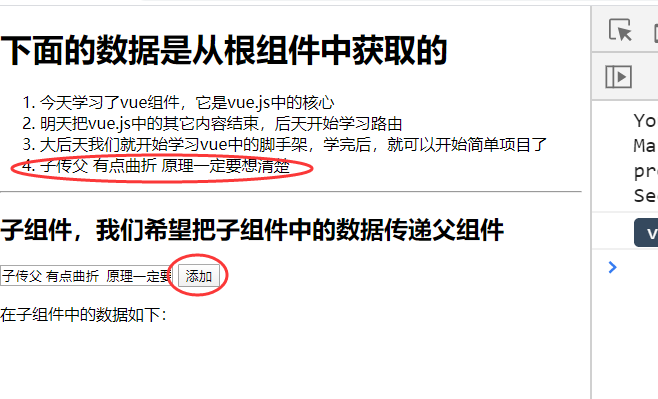 下面的数据是从根组件中获取的
1. 今天学习了vue组件，它是vue.js中的核心
2. 明天把vue.js中的其它内容结束，后天开始学习路由
3. 大后天我们就开始学习vue中的脚手架，学完后，就可以开始简单项目了
4. 子传父 有点曲折 原理一定要想清楚
子组件，我们希望把子组件中的数据传递父组件
子传父 有点曲折 原理一定要 添加
在子组件中的数据如下：
Yo
Ma
pr
Se
v